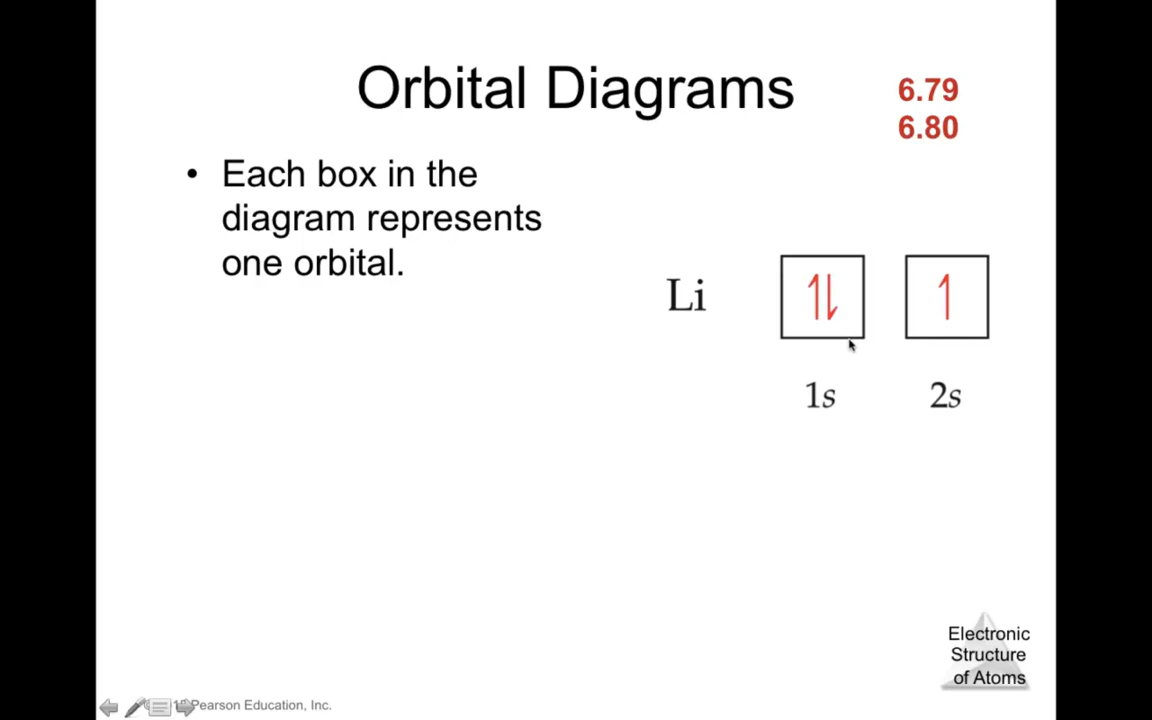 Orbital Diagrams
6.79
6.80
• Each box in the
diagram represents
one orbital.
Li
1s
2s
Electronic
Structure
of Atoms
Pearson Education, Inc.